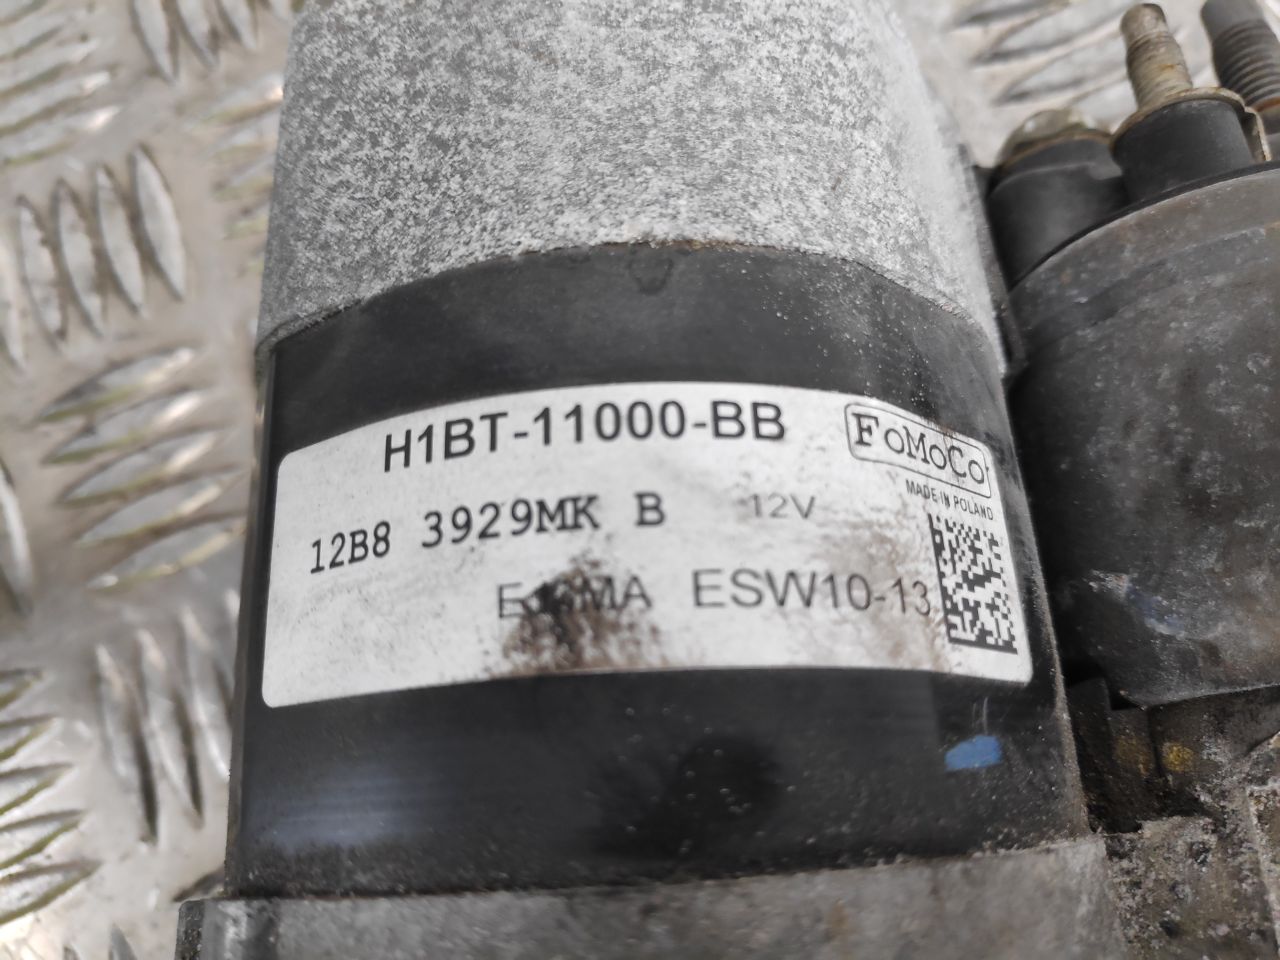 H1BT-11000-BB
FoMoCo
MADE IN POLAND
12B8 3929MK B 12V
ESW10-13